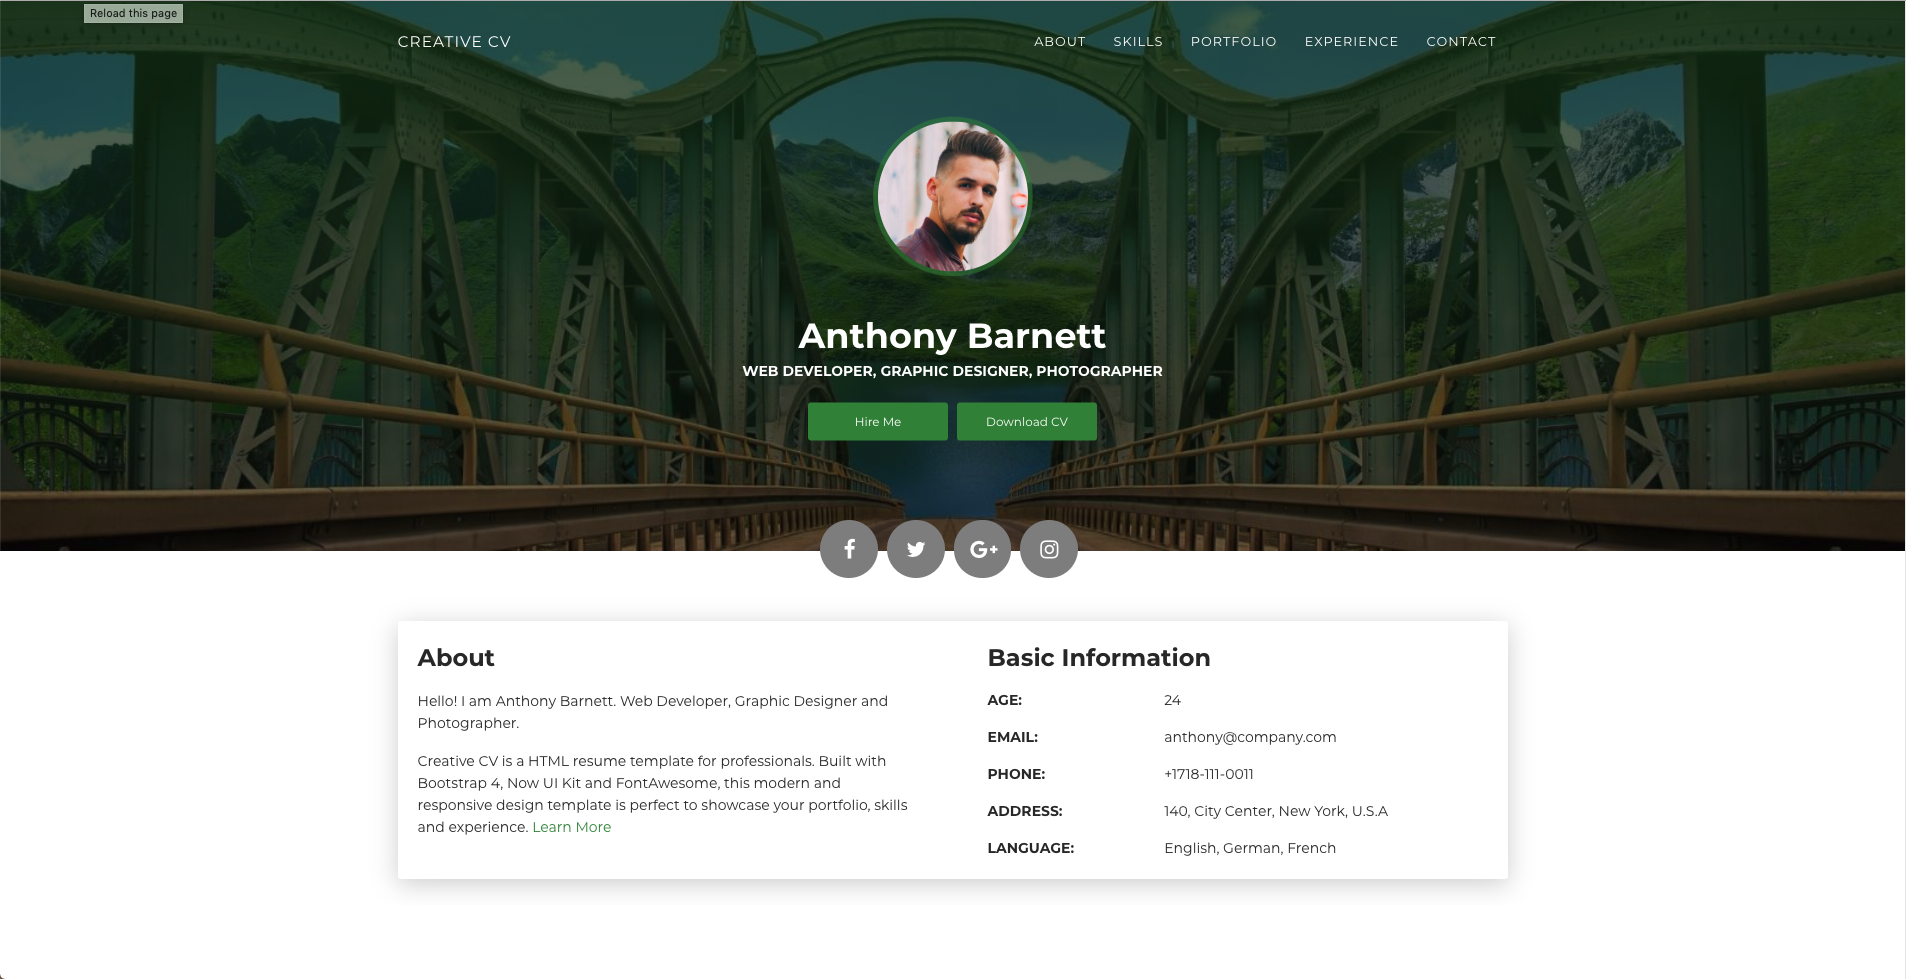 Reload this page
CREATIVE CV
ABOUT SKILLS PORTFOLIO EXPERIENCE CONTACT
Anthony Barnett
WEB DEVELOPER, GRAPHIC DESIGNER, PHOTOGRAPHER
Hire Me
Download CV
About
Hello! I am Anthony Barnett. Web Developer, Graphic Designer and
Photographer.
Creative CV is a HTML resume template for professionals. Built with
Bootstrap 4, Now UI Kit and FontAwesome, this modern and
responsive design template is perfect to showcase your portfolio, skills
and experience. Learn More
Basic Information
AGE: 24
EMAIL: anthony@company.com
PHONE: +1718-111-0011
ADDRESS: 140, City Center, New York, U.S.A
LANGUAGE: English, German, French